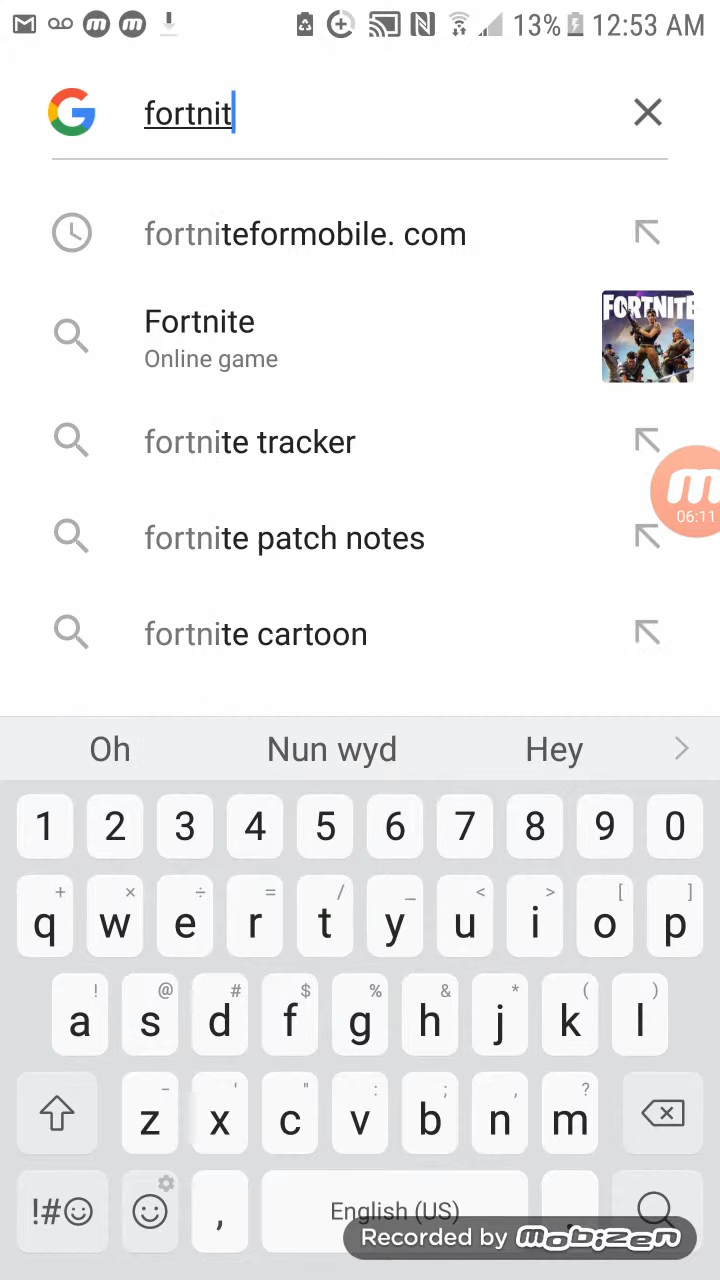 13% 12:53 AM
G fortnit
fortniteformobile. com
Fortnite
Online game
FORTNITE
fortnite tracker
m
06:11
fortnite patch notes
fortnite cartoon
Oh Nun wyd Hey
1 2 3 4 5 6 7 8 9 0
+ × ÷ = / _ < > [ ]
q w e r t y u i o p
! @ # $ % & * ( )
a s d f g h j k l
- ' " : ; , ?
z x c v b n m
!#☺ , English (US) .
Recorded by mobizen